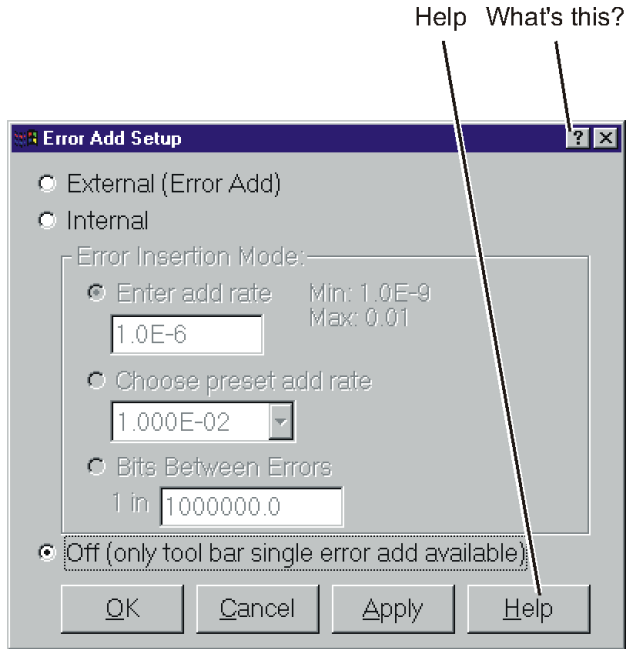 Help What's this?
Error Add Setup
?
External (Error Add)
Internal
Error Insertion Mode:
Enter add rate Min: 1.0E-9
Max: 0.01
1.0E-6
Choose preset add rate
1.000E-02
Bits Between Errors
1 in 1000000.0
Off (only tool bar single error add available)
OK Cancel Apply Help